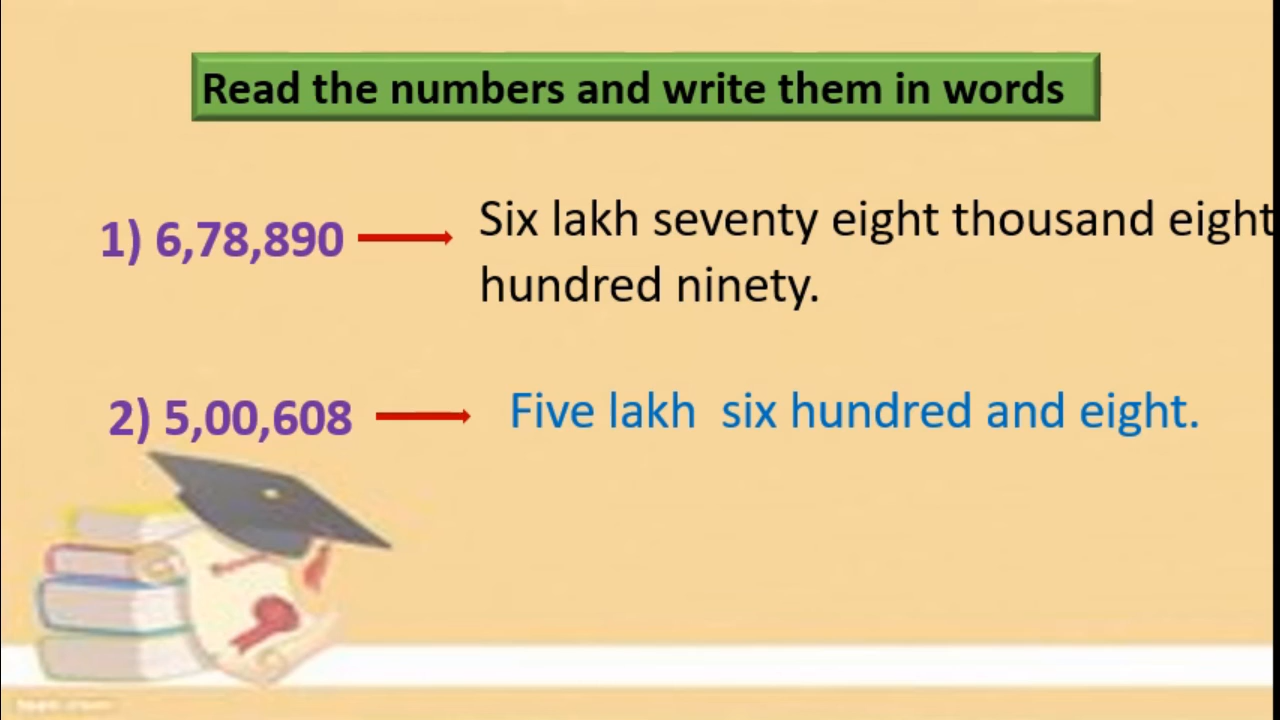 Read the numbers and write them in words
1) 6,78,890
Six lakh seventy eight thousand eight
hundred ninety.
2) 5,00,608
Five lakh six hundred and eight.